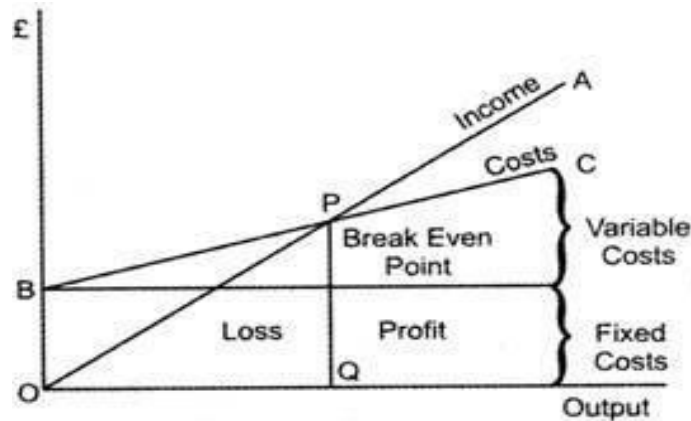 £
A
Income
Costs
C
P
Break Even
Point
Variable
Costs
B
Loss
Profit
Fixed
Costs
O
Q
Output